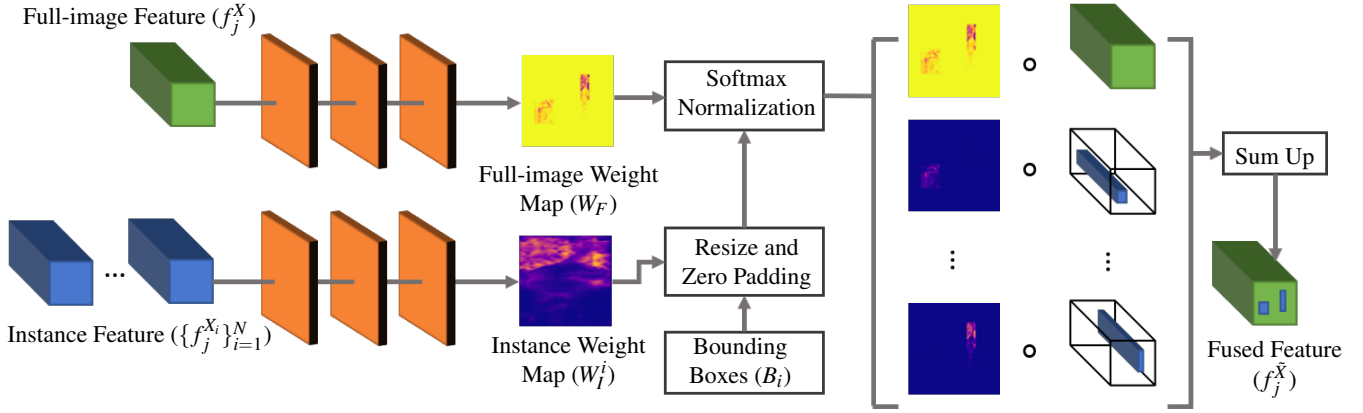 Full-image Feature ($f_j^X$)
Full-image Weight
Map ($W_F$)
Softmax
Normalization
...
Instance Feature ($\{f_j^{X_i}\}_{i=1}^N$)
Instance Weight
Map ($W_I^i$)
Resize and
Zero Padding
Bounding
Boxes ($B_i$)
⋮
⋮
Sum Up
Fused Feature
($f_j^{\tilde{X}}$)